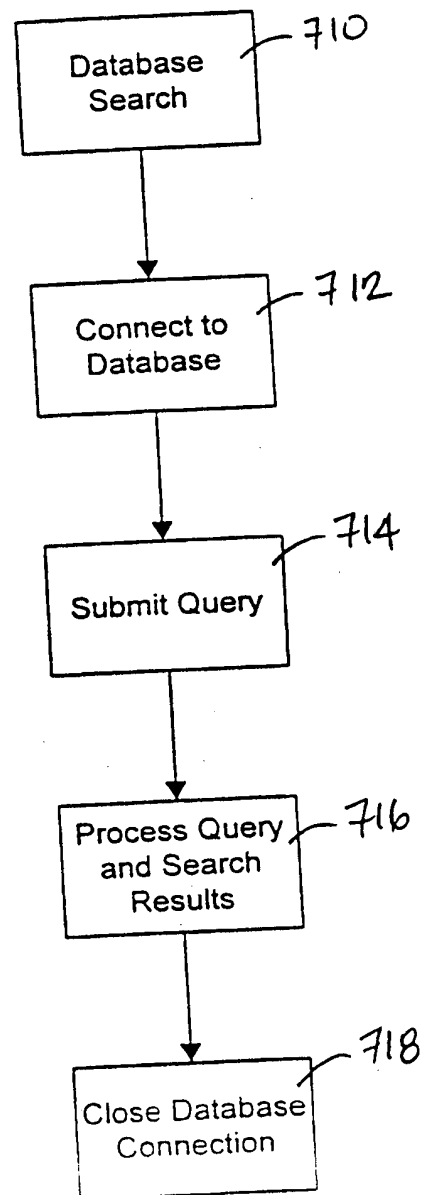 710
Database
Search
712
Connect to
Database
714
Submit Query
716
Process Query
and Search
Results
718
Close Database
Connection